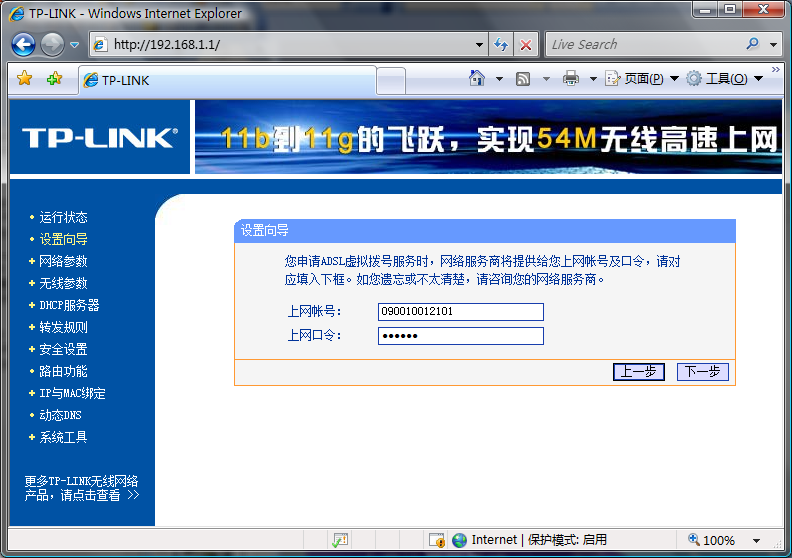 TP-LINK - Windows Internet Explorer
http://192.168.1.1/
Live Search
TP-LINK
页面(P)
工具(O)
»
TP-LINK®
11b到11g的飞跃，实现54M无线高速上网
• 运行状态
• 设置向导
+ 网络参数
+ 无线参数
+ DHCP服务器
+ 转发规则
+ 安全设置
• 路由功能
+ IP与MAC绑定
• 动态DNS
+ 系统工具
更多TP-LINK无线网络
产品，请点击查看 >>
设置向导
您申请ADSL虚拟拨号服务时，网络服务商将提供给您上网帐号及口令，请对
应填入下框。如您遗忘或不太清楚，请咨询您的网络服务商。
上网帐号：
090010012101
上网口令：
••••••
上一步
下一步
Internet | 保护模式: 启用
100%